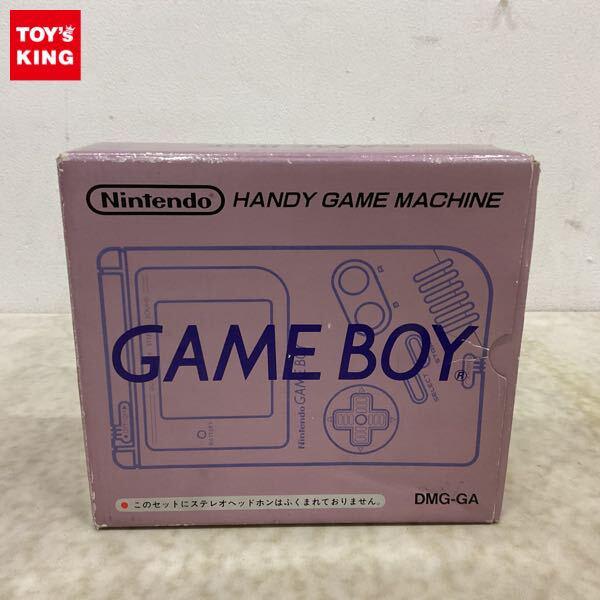 TOY'S
KING
Nintendo
HANDY GAME MACHINE
GAME BOY®
Nintendo GAME BOY
BATTERY
SELECT
このセットにステレオヘッドホンはふくまれておりません。
DMG-GA